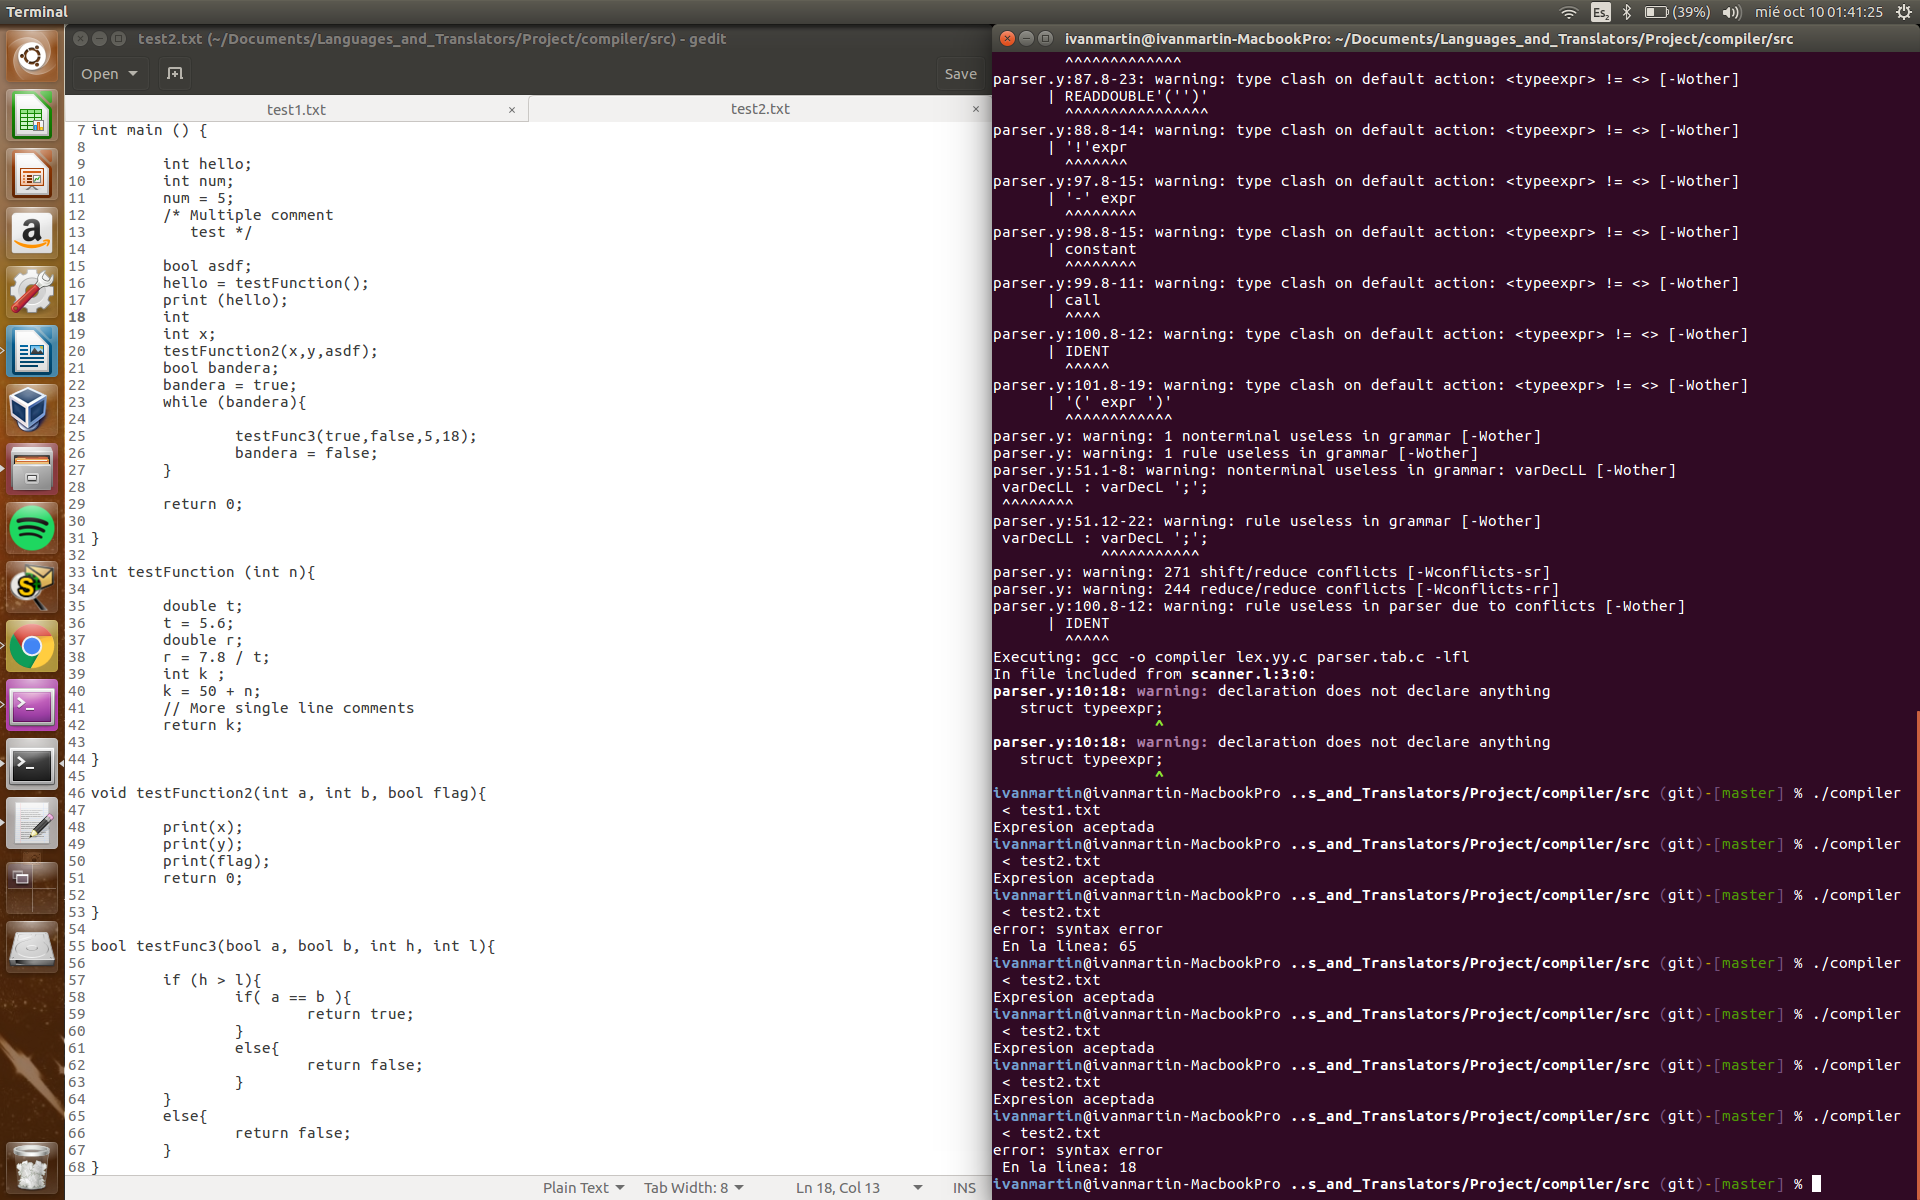 Terminal
Es2
(39%)
mié oct 10 01:41:25
test2.txt (~/Documents/Languages_and_Translators/Project/compiler/src) - gedit
Open
Save
test1.txt ×
test2.txt ×
7 int main () {
8
9 int hello;
10 int num;
11 num = 5;
12 /* Multiple comment
13 test */
14
15 bool asdf;
16 hello = testFunction();
17 print (hello);
18 int
19 int x;
20 testFunction2(x,y,asdf);
21 bool bandera;
22 bandera = true;
23 while (bandera){
24
25 testFunc3(true,false,5,18);
26 bandera = false;
27 }
28
29 return 0;
30
31 }
32
33 int testFunction (int n){
34
35 double t;
36 t = 5.6;
37 double r;
38 r = 7.8 / t;
39 int k ;
40 k = 50 + n;
41 // More single line comments
42 return k;
43
44 }
45
46 void testFunction2(int a, int b, bool flag){
47
48 print(x);
49 print(y);
50 print(flag);
51 return 0;
52
53 }
54
55 bool testFunc3(bool a, bool b, int h, int l){
56
57 if (h > l){
58 if( a == b ){
59 return true;
60 }
61 else{
62 return false;
63 }
64 }
65 else{
66 return false;
67 }
68 }
Plain Text
Tab Width: 8
Ln 18, Col 13
INS
ivanmartin@ivanmartin-MacbookPro: ~/Documents/Languages_and_Translators/Project/compiler/src
^^^^^^^^^^^^^
parser.y:87.8-23: warning: type clash on default action: <typeexpr> != <> [-Wother]
| READDOUBLE'('')'
^^^^^^^^^^^^^^^^
parser.y:88.8-14: warning: type clash on default action: <typeexpr> != <> [-Wother]
| '!'expr
^^^^^^^
parser.y:97.8-15: warning: type clash on default action: <typeexpr> != <> [-Wother]
| '-' expr
^^^^^^^^
parser.y:98.8-15: warning: type clash on default action: <typeexpr> != <> [-Wother]
| constant
^^^^^^^^
parser.y:99.8-11: warning: type clash on default action: <typeexpr> != <> [-Wother]
| call
^^^^
parser.y:100.8-12: warning: type clash on default action: <typeexpr> != <> [-Wother]
| IDENT
^^^^^
parser.y:101.8-19: warning: type clash on default action: <typeexpr> != <> [-Wother]
| '(' expr ')'
^^^^^^^^^^^^
parser.y: warning: 1 nonterminal useless in grammar [-Wother]
parser.y: warning: 1 rule useless in grammar [-Wother]
parser.y:51.1-8: warning: nonterminal useless in grammar: varDecLL [-Wother]
varDecLL : varDecL ';';
^^^^^^^^
parser.y:51.12-22: warning: rule useless in grammar [-Wother]
varDecLL : varDecL ';';
^^^^^^^^^^^
parser.y: warning: 271 shift/reduce conflicts [-Wconflicts-sr]
parser.y: warning: 244 reduce/reduce conflicts [-Wconflicts-rr]
parser.y:100.8-12: warning: rule useless in parser due to conflicts [-Wother]
| IDENT
^^^^^
Executing: gcc -o compiler lex.yy.c parser.tab.c -lfl
In file included from scanner.l:3:0:
parser.y:10:18: warning: declaration does not declare anything
struct typeexpr;
^
parser.y:10:18: warning: declaration does not declare anything
struct typeexpr;
^
ivanmartin@ivanmartin-MacbookPro ..s_and_Translators/Project/compiler/src (git)-[master] % ./compiler
< test1.txt
Expresion aceptada
ivanmartin@ivanmartin-MacbookPro ..s_and_Translators/Project/compiler/src (git)-[master] % ./compiler
< test2.txt
Expresion aceptada
ivanmartin@ivanmartin-MacbookPro ..s_and_Translators/Project/compiler/src (git)-[master] % ./compiler
< test2.txt
error: syntax error
En la linea: 65
ivanmartin@ivanmartin-MacbookPro ..s_and_Translators/Project/compiler/src (git)-[master] % ./compiler
< test2.txt
Expresion aceptada
ivanmartin@ivanmartin-MacbookPro ..s_and_Translators/Project/compiler/src (git)-[master] % ./compiler
< test2.txt
Expresion aceptada
ivanmartin@ivanmartin-MacbookPro ..s_and_Translators/Project/compiler/src (git)-[master] % ./compiler
< test2.txt
Expresion aceptada
ivanmartin@ivanmartin-MacbookPro ..s_and_Translators/Project/compiler/src (git)-[master] % ./compiler
< test2.txt
error: syntax error
En la linea: 18
ivanmartin@ivanmartin-MacbookPro ..s_and_Translators/Project/compiler/src (git)-[master] %